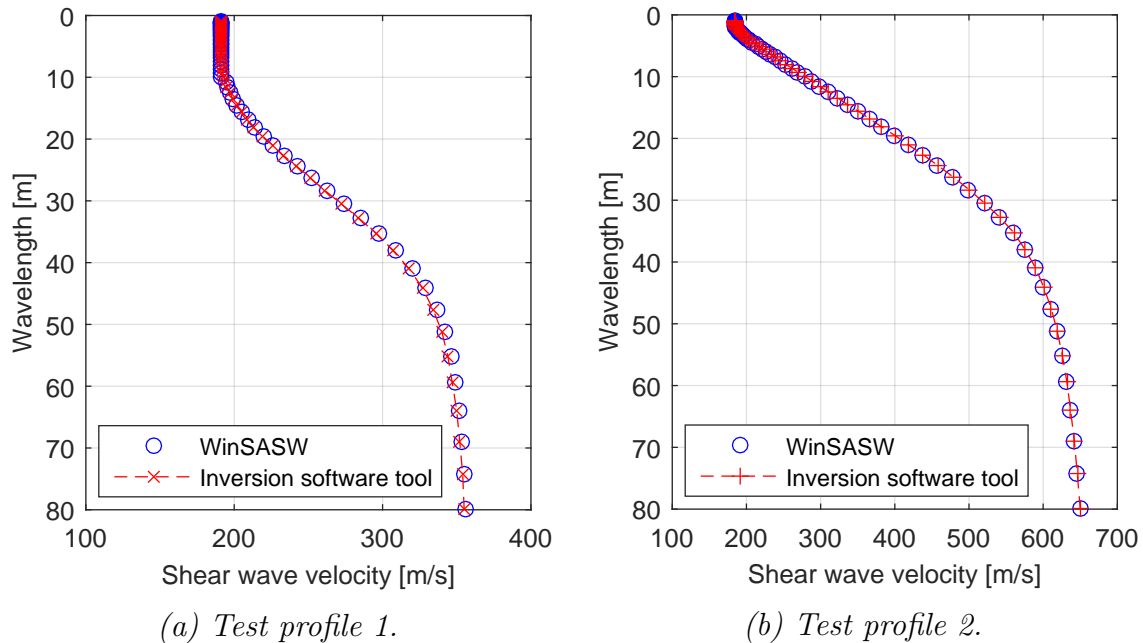 0
10
20
30
40
50
60
70
80
Wavelength [m]
WinSASW
Inversion software tool
100
200
300
400
Shear wave velocity [m/s]
(a) Test profile 1.
0
10
20
30
40
50
60
70
80
Wavelength [m]
WinSASW
Inversion software tool
100
200
300
400
500
600
700
Shear wave velocity [m/s]
(b) Test profile 2.